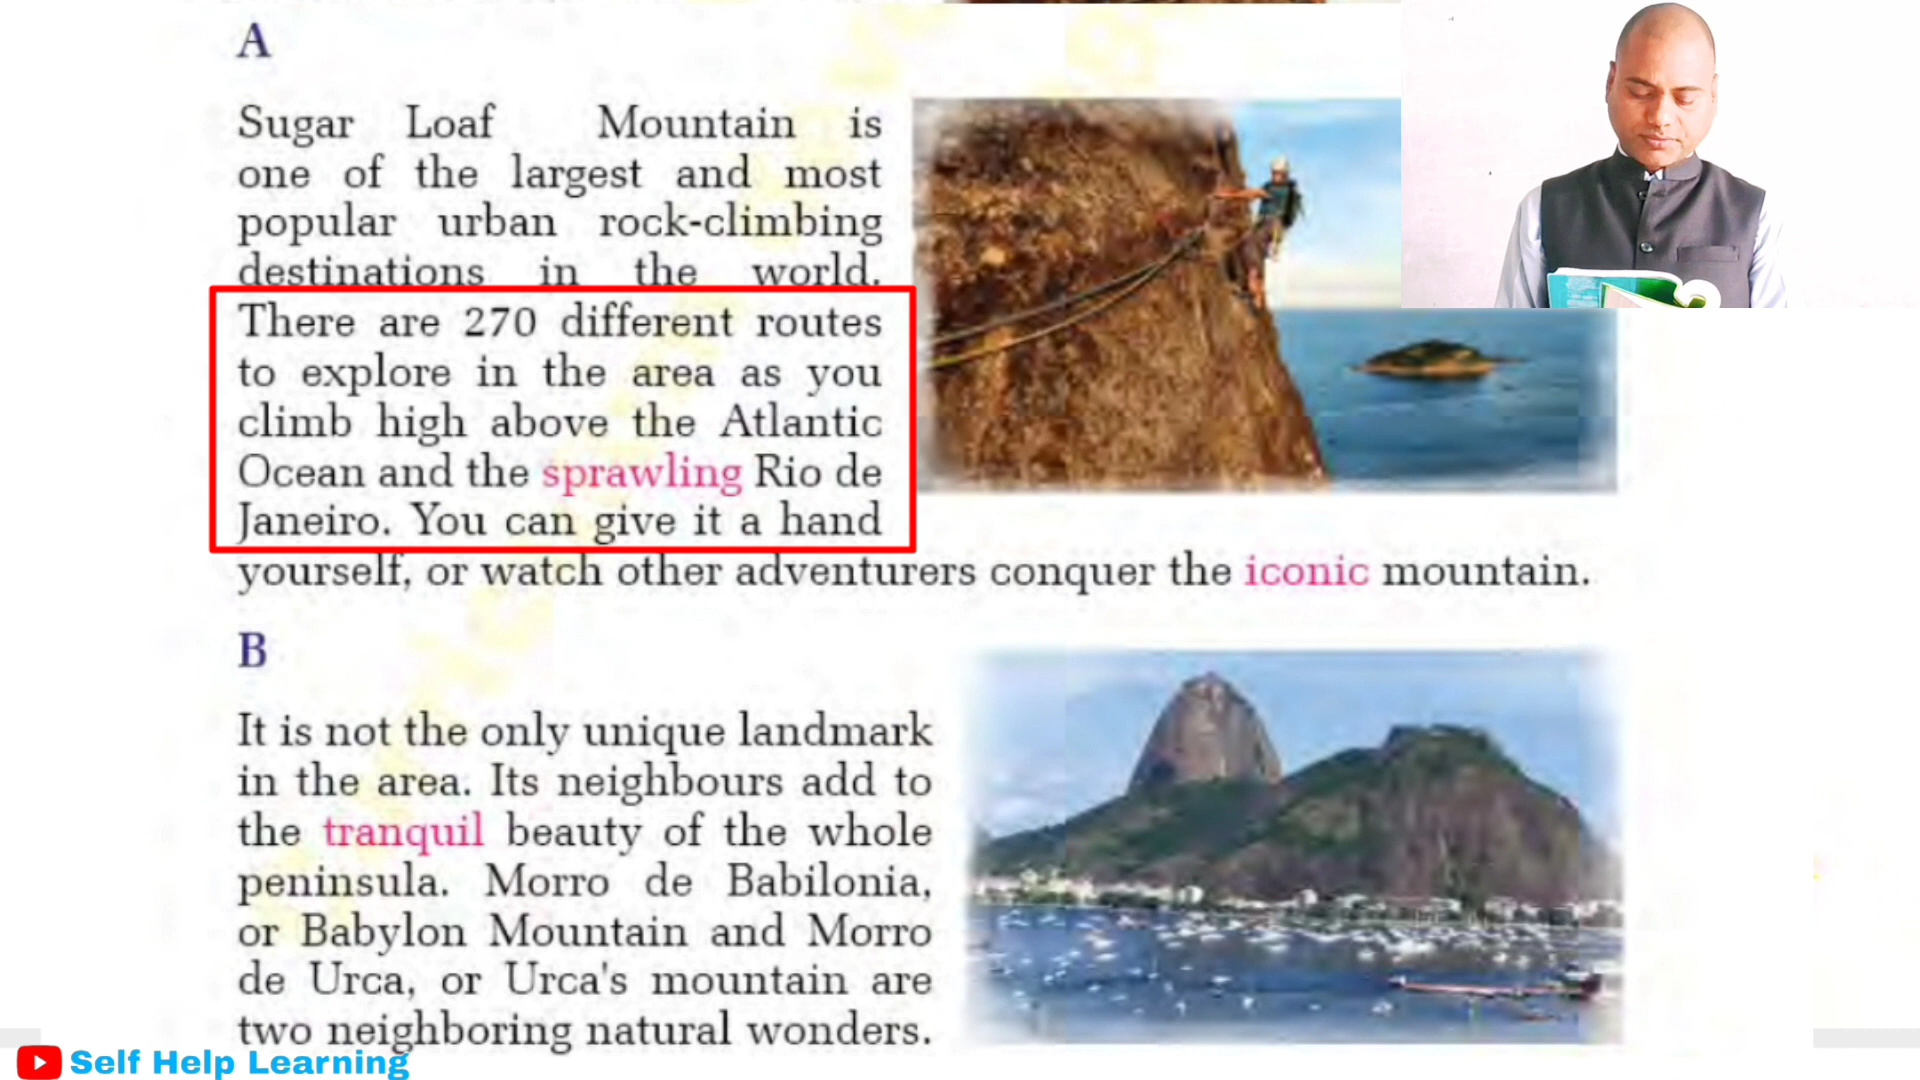 A
Sugar Loaf Mountain is
one of the largest and most
popular urban rock-climbing
destinations in the world.
There are 270 different routes
to explore in the area as you
climb high above the Atlantic
Ocean and the sprawling Rio de
Janeiro. You can give it a hand
yourself, or watch other adventurers conquer the iconic mountain.
B
It is not the only unique landmark
in the area. Its neighbours add to
the tranquil beauty of the whole
peninsula. Morro de Babilonia,
or Babylon Mountain and Morro
de Urca, or Urca's mountain are
two neighboring natural wonders.
Self Help Learning